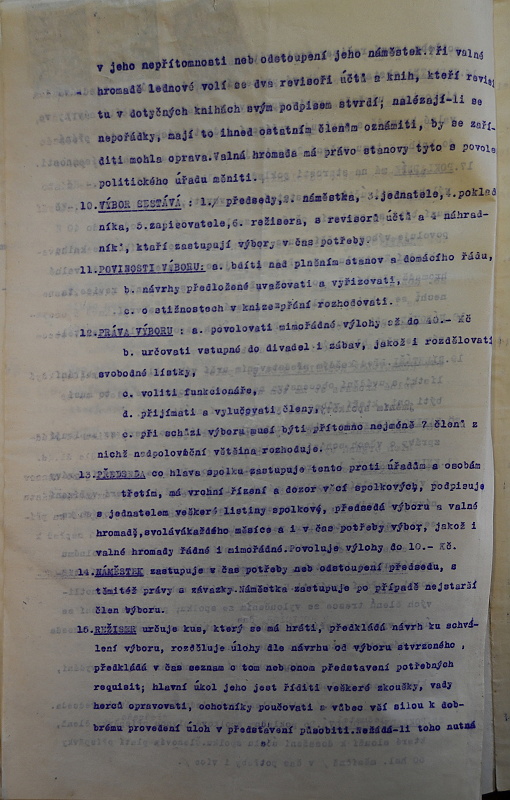 v jeho nepřítomnosti neb odstoupení jeho náměstek. Při valné
hromadě lednové volí se dva revisoři účtů a knih, kteří revisi
tu v dotyčných knihách svým podpisem stvrdí; nalézají-li se
nepořádky, mají to ihned ostatním členům oznámiti, by se zaří-
diti mohla oprava.Valná hromada má právo stanovy tyto s povole
politického úřadu měniti.
10. VÝBOR SESTÁVÁ : 1./ předsedy,2. náměstka, 3.jednatele,4.poklad
níka, 5.zapisovatele,6. režisera, s revisorů účtů a 4 náhrad-
níků, ktaří zastupují výbory v čas potřeby.
11.POVINOSTI VÝBORU: a. bdíti nad plněním stanov a domácího řádu,
b. návrhy předložené uvažovati a vyřizovati,
c. o stížnostech v knize přání rozhodovati.
12.PRÁVA VÝBORU : a. povolovati mimořádné výlohy až do 40.- Kč
b. určovati vstupné do divadel i zábav, jakož i rozdělovati
svobodné lístky,
c. voliti funkcionáře,
d. přijímati a vylučovati členy,
e. při schůzi výboru musí býti přítomno nejméně 7 členů z
nichž nadpoloviční většina rozhoduje.
13.PŘEDSEDA co hlava spolku zastupuje tento proti úřadům a osobám
třetím, má vrchní řízení a dozor věcí spolkových, podpisuje
s jednatelem veškeré listiny spolkové, předsedá výboru a valné
hromadě,svolává každého měsíce a i v čas potřeby výbor, jakož i
valné hromady řádné i mimořádné.Povoluje výlohy do 10.- Kč.
14.NÁMĚSTEK zastupuje v čas potřeby neb odstoupení předsedu, s
těmitéž právy a závazky.Náměstka zastupuje po případě nejstarší
člen výboru.
15.REŽISER určuje kus, který se má hráti, předkládá návrh ku schvá-
lení výboru, rozděluje úlohy dle návrhu od výboru stvrzeného ,
předkládá v čas seznam o tom neb onom představení potřebných
requisit; hlavní úkol jeho jest říditi veškeré zkoušky, vady
herců opravovati, ochotníky poučovati a vůbec vší silou k dob-
brému provedení úloh v představení působiti.Nežádá-li toho nutná